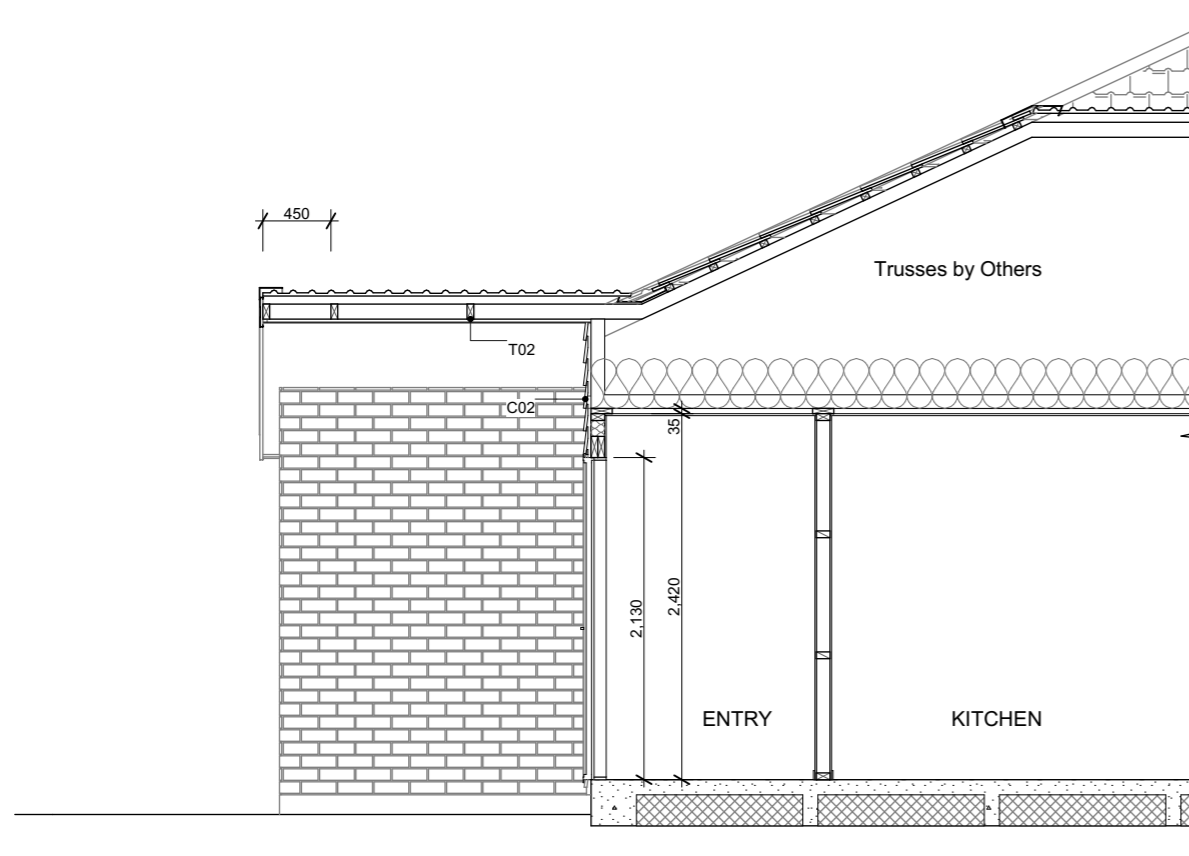 450
Trusses by Others
T02
C02
35
2,130
2,420
ENTRY
KITCHEN